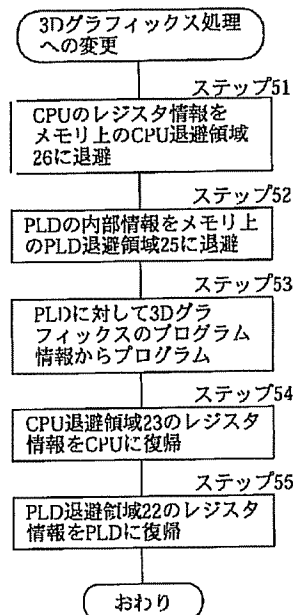 3Dグラフィックス処理
への変更
ステップ51
CPUのレジスタ情報を
メモリ上のCPU退避領域
26に退避
ステップ52
PLDの内部情報をメモリ上
のPLD退避領域25に退避
ステップ53
PLDに対して3Dグラ
フィックスのプログラム
情報からプログラム
ステップ54
CPU退避領域23のレジスタ
情報をCPUに復帰
ステップ55
PLD退避領域22のレジスタ
情報をPLDに復帰
おわり